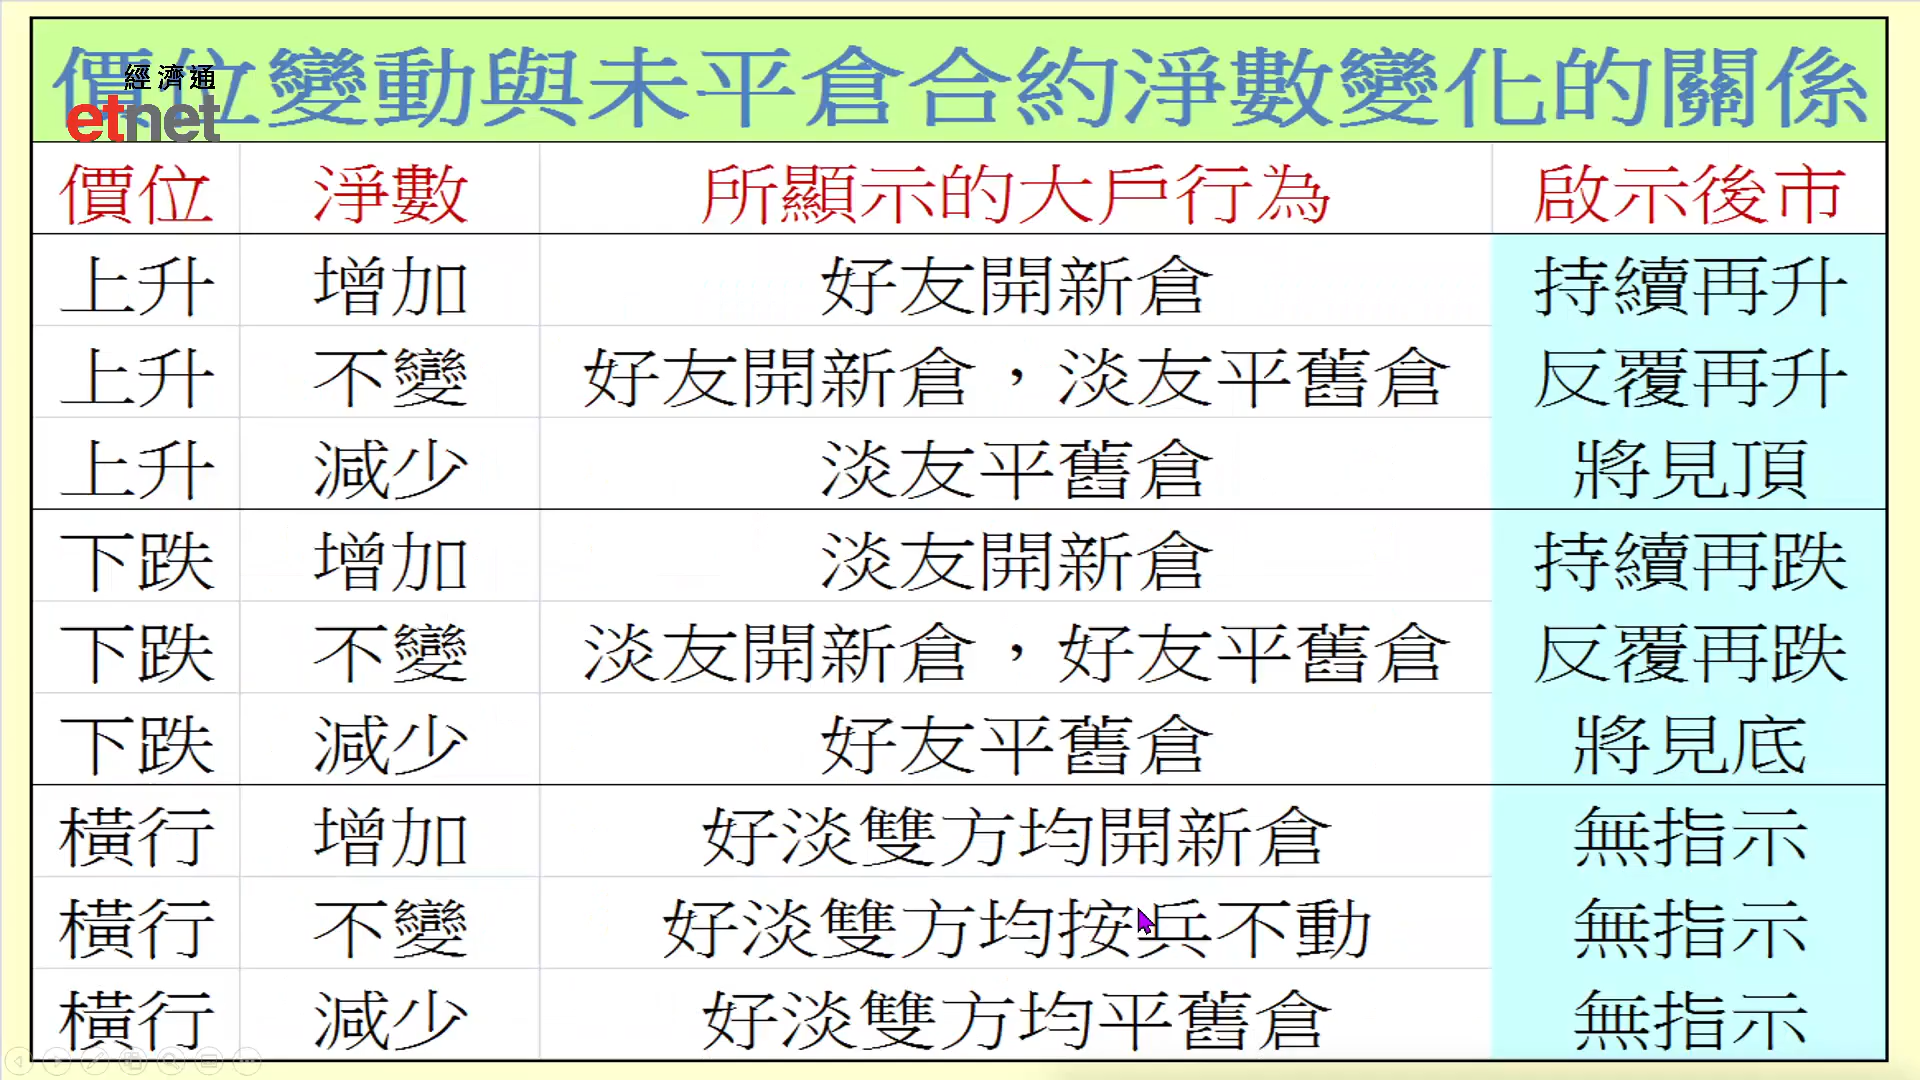 價位變動與未平倉合約淨數變化的關係
經濟通
etnet
價位 淨數 所顯示的大戶行為 啟示後市
上升 增加 好友開新倉 持續再升
上升 不變 好友開新倉，淡友平舊倉 反覆再升
上升 減少 淡友平舊倉 將見頂
下跌 增加 淡友開新倉 持續再跌
下跌 不變 淡友開新倉，好友平舊倉 反覆再跌
下跌 減少 好友平舊倉 將見底
橫行 增加 好淡雙方均開新倉 無指示
橫行 不變 好淡雙方均按兵不動 無指示
橫行 減少 好淡雙方均平舊倉 無指示